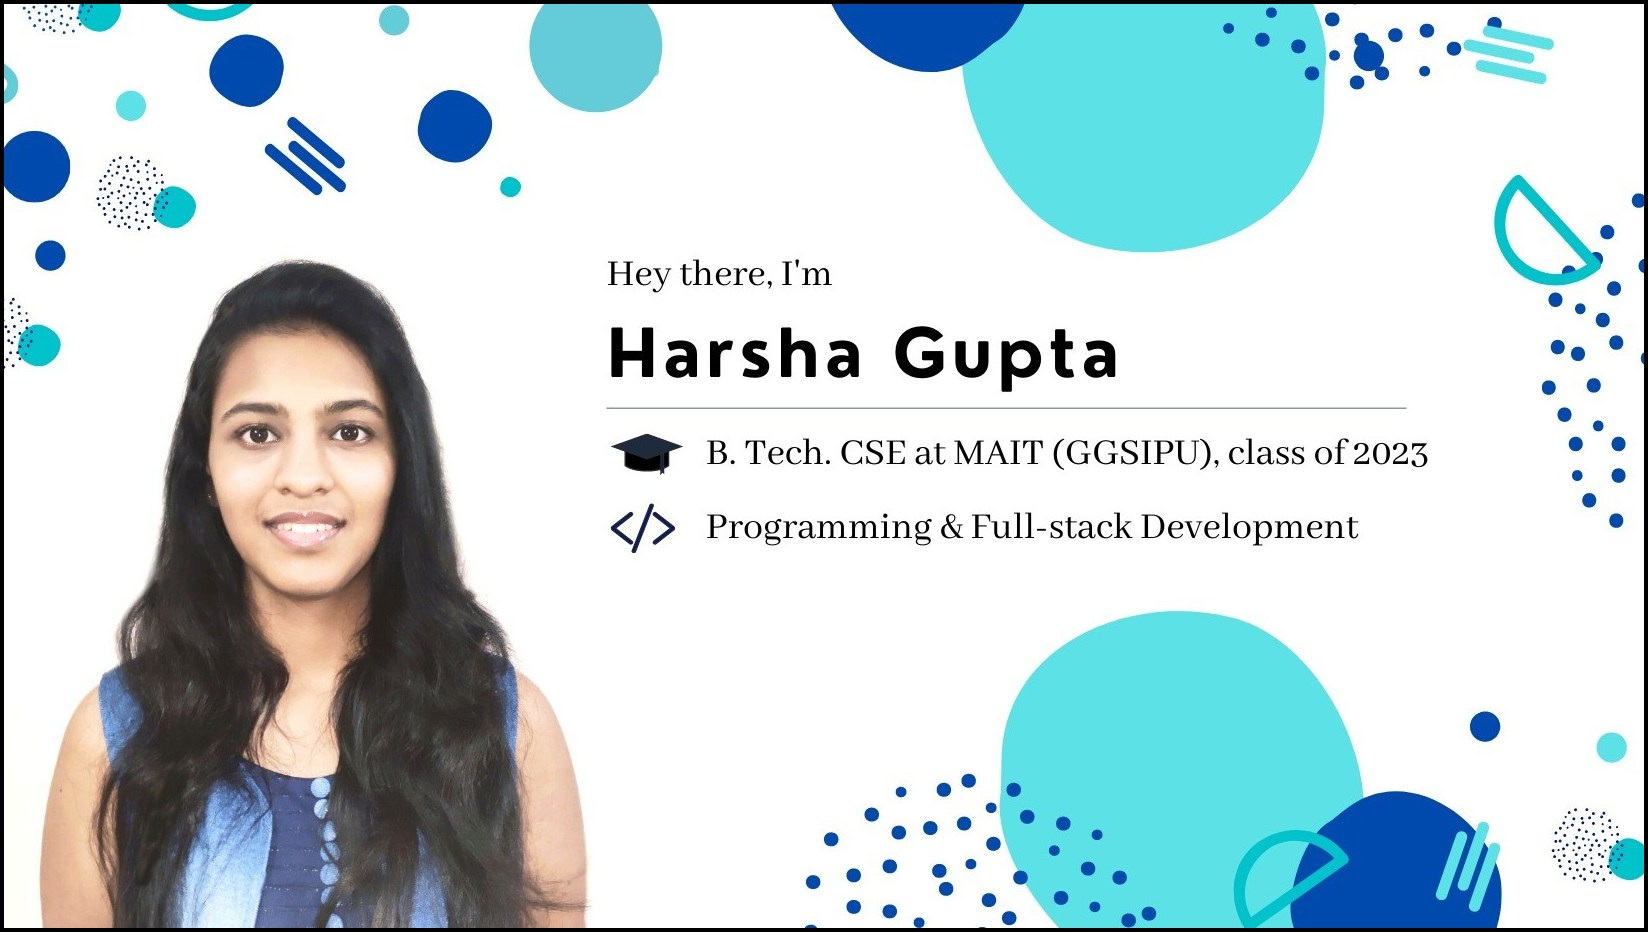 Hey there, I'm
Harsha Gupta
B. Tech. CSE at MAIT (GGSIPU), class of 2023
</> Programming & Full-stack Development